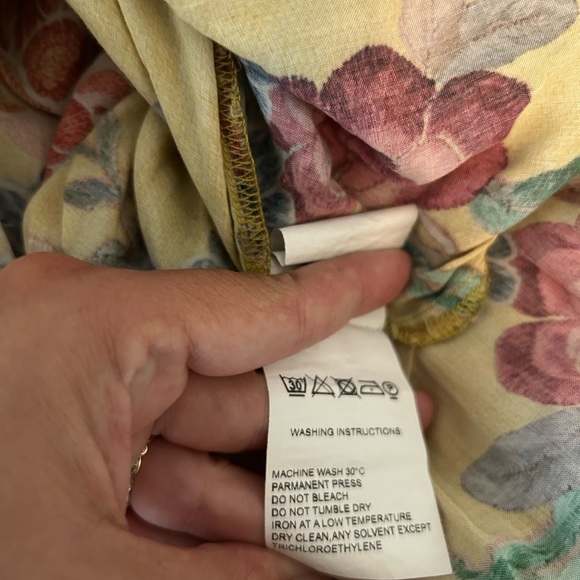 30
WASHING INSTRUCTIONS:
MACHINE WASH 30°C
PARMANENT PRESS
DO NOT BLEACH
DO NOT TUMBLE DRY
IRON AT A LOW TEMPERATURE
DRY CLEAN,ANY SOLVENT EXCEPT
TRICHLOROETHYLENE